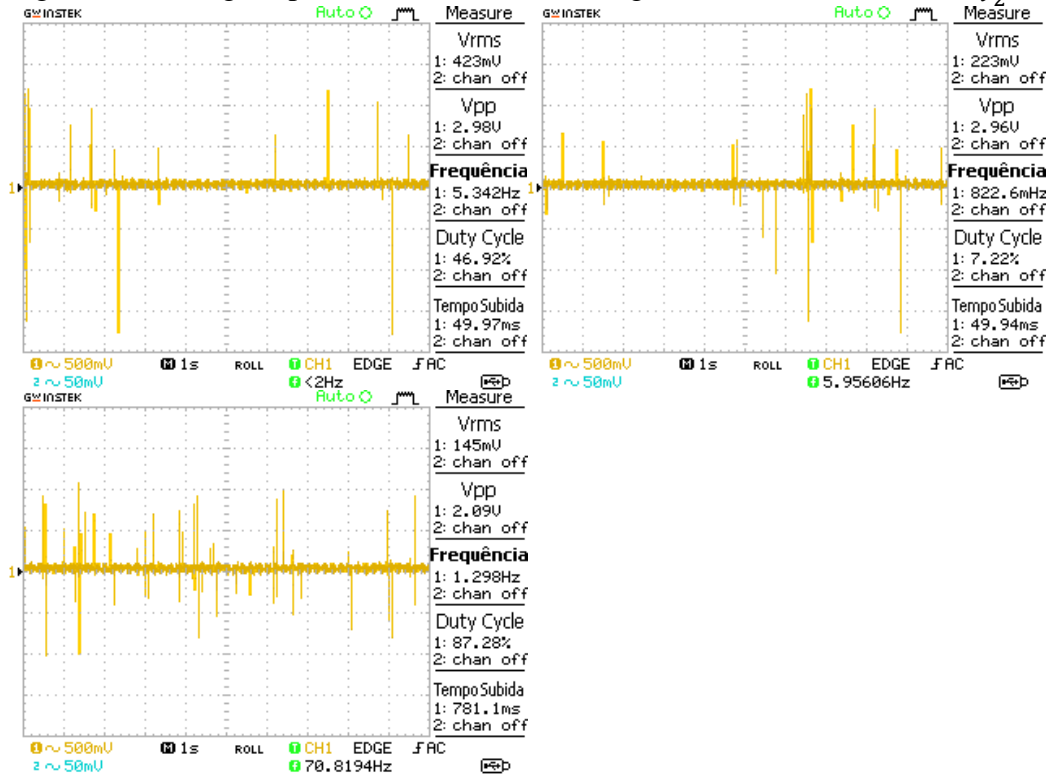 GWINSTEK Auto Measure
Vrms
1: 423mV
2: chan off
Vpp
1: 2.98V
2: chan off
Frequência
1: 5.342Hz
2: chan off
Duty Cycle
1: 46.92%
2: chan off
Tempo Subida
1: 49.97ms
2: chan off
1
1 500mV M 1s ROLL T CH1 EDGE AC
2 50mV T <2Hz
GWINSTEK Auto Measure
Vrms
1: 223mV
2: chan off
Vpp
1: 2.96V
2: chan off
Frequência
1: 822.6mHz
2: chan off
Duty Cycle
1: 7.22%
2: chan off
Tempo Subida
1: 49.94ms
2: chan off
1
1 500mV M 1s ROLL T CH1 EDGE AC
2 50mV T 5.95606Hz
GWINSTEK Auto Measure
Vrms
1: 145mV
2: chan off
Vpp
1: 2.09V
2: chan off
Frequência
1: 1.298Hz
2: chan off
Duty Cycle
1: 87.28%
2: chan off
Tempo Subida
1: 781.1ms
2: chan off
1
1 500mV M 1s ROLL T CH1 EDGE AC
2 50mV T 70.8194Hz